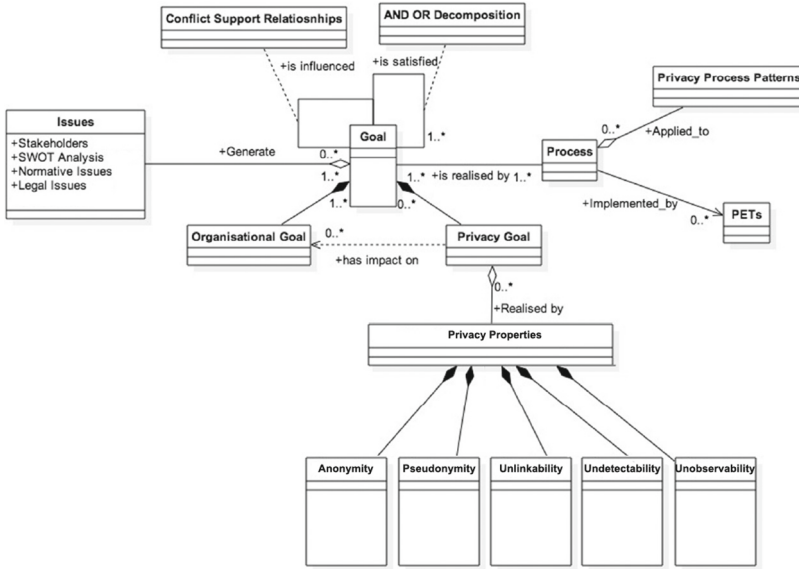 Conflict Support Relatiosnhips
AND OR Decomposition
+is influenced
+is satisfied
Privacy Process Patterns
Issues
+Stakeholders
+SWOT Analysis
+Normative Issues
+Legal Issues
+Generate
0..*
Goal
1..*
0..*
+Applied_to
Process
1..*
1..*
+is realised by
1..*
1..*
0..*
+Implemented_by
0..*
PETs
Organisational Goal
0..*
Privacy Goal
+has impact on
0..*
+Realised by
Privacy Properties
Anonymity
Pseudonymity
Unlinkability
Undetectability
Unobservability